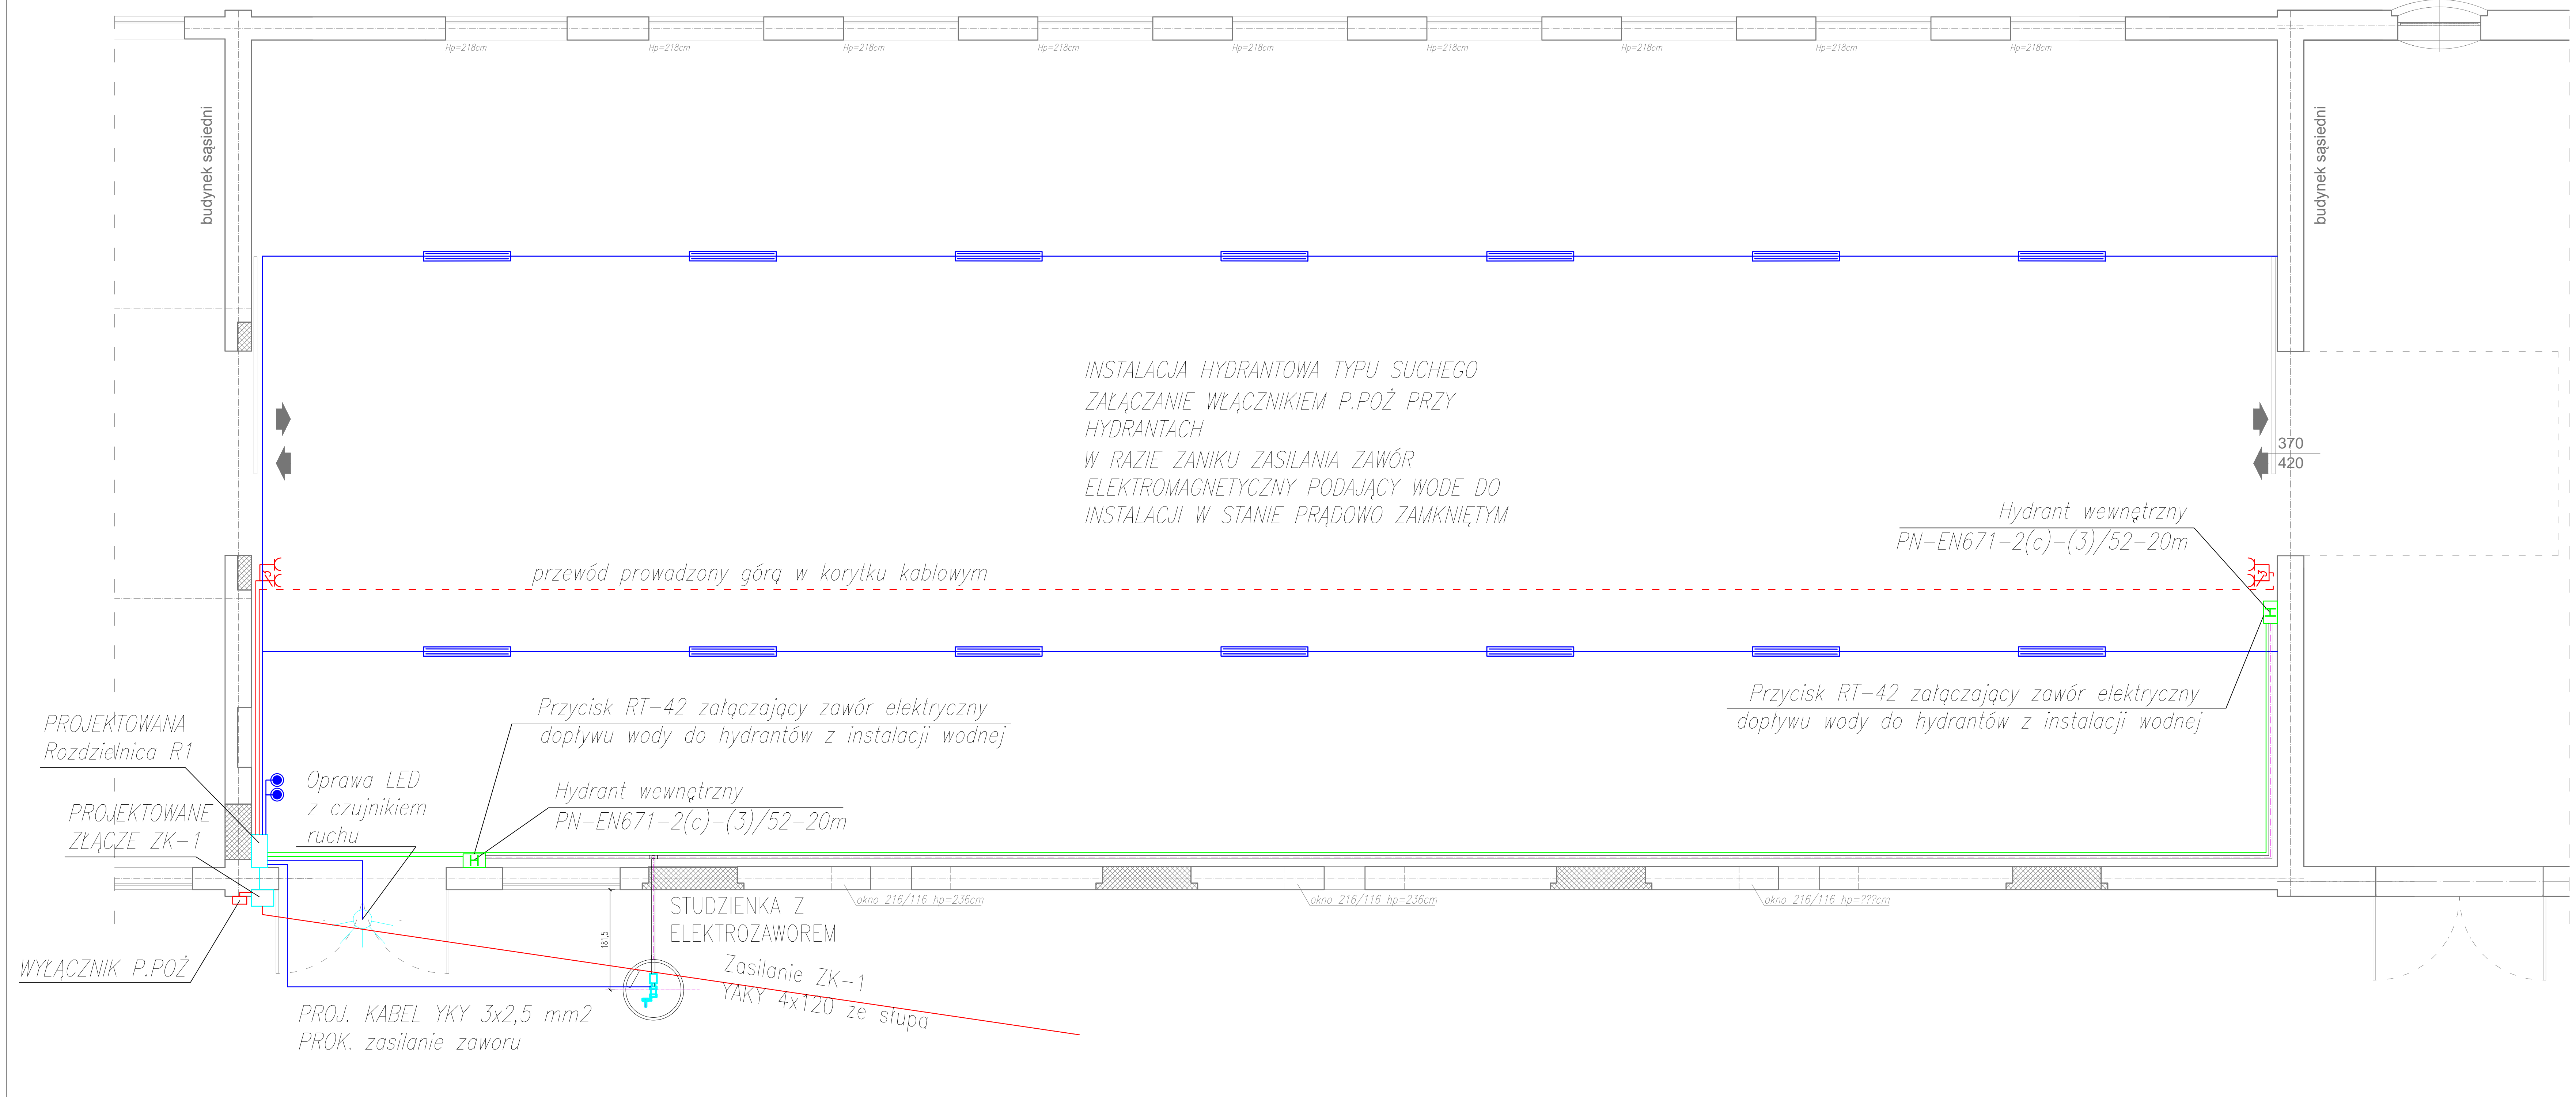 Hp=218cm
Hp=218cm
Hp=218cm
Hp=218cm
Hp=218cm
Hp=218cm
Hp=218cm
Hp=218cm
Hp=218cm
budynek sąsiedni
budynek sąsiedni
INSTALACJA HYDRANTOWA TYPU SUCHEGO
ZAŁĄCZANIE WŁĄCZNIKIEM P.POŻ PRZY
HYDRANTACH
W RAZIE ZANIKU ZASILANIA ZAWÓR
ELEKTROMAGNETYCZNY PODAJĄCY WODE DO
INSTALACJI W STANIE PRĄDOWO ZAMKNIĘTYM
370
420
Hydrant wewnętrzny
PN-EN671-2(c)-(3)/52-20m
przewód prowadzony górą w korytku kablowym
3
3
H
Przycisk RT-42 załączający zawór elektryczny
dopływu wody do hydrantów z instalacji wodnej
Przycisk RT-42 załączający zawór elektryczny
dopływu wody do hydrantów z instalacji wodnej
PROJEKTOWANA
Rozdzielnica R1
Oprawa LED
z czujnikiem
ruchu
Hydrant wewnętrzny
PN-EN671-2(c)-(3)/52-20m
PROJEKTOWANE
ZŁĄCZE ZK-1
H
okno 216/116 hp=236cm
okno 216/116 hp=236cm
okno 216/116 hp=???cm
STUDZIENKA Z
ELEKTROZAWOREM
181,5
WYŁĄCZNIK P.POŻ
Zasilanie ZK-1
YAKY 4x120 ze słupa
PROJ. KABEL YKY 3x2,5 mm2
PROK. zasilanie zaworu